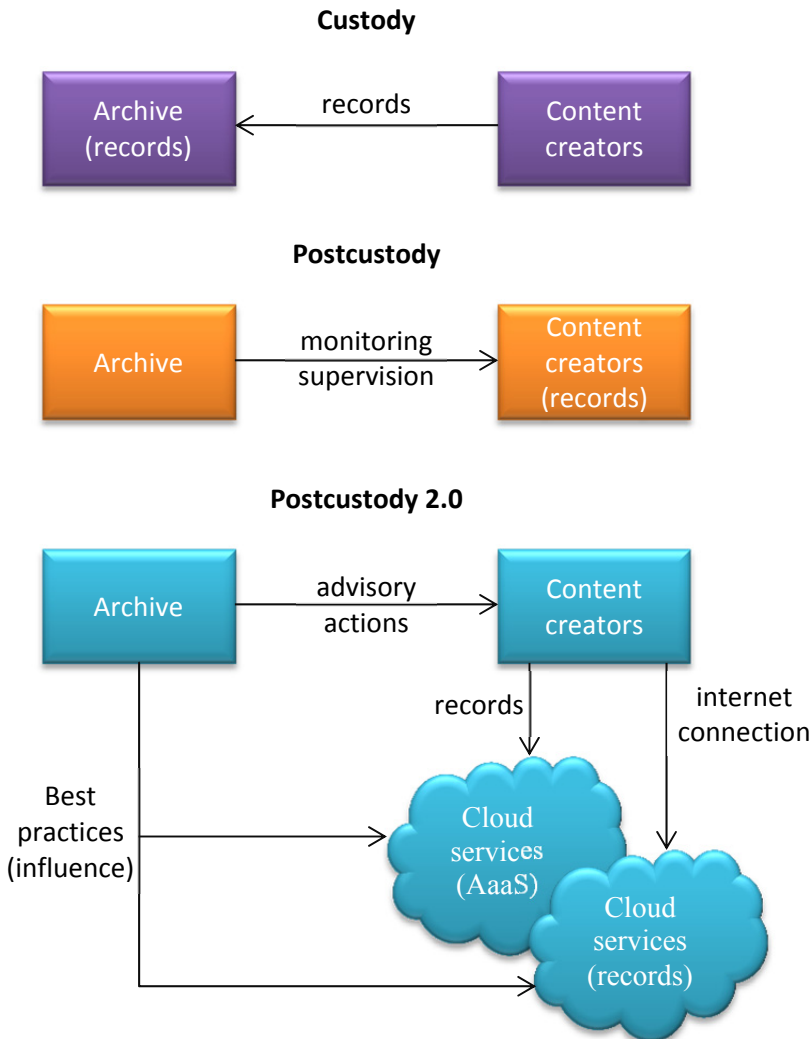 Custody
Archive
(records)
records
Content
creators
Postcustody
Archive
monitoring
supervision
Content
creators
(records)
Postcustody 2.0
Archive
advisory
actions
Content
creators
records
internet
connection
Best
practices
(influence)
Cloud
services
(AaaS)
Cloud
services
(records)